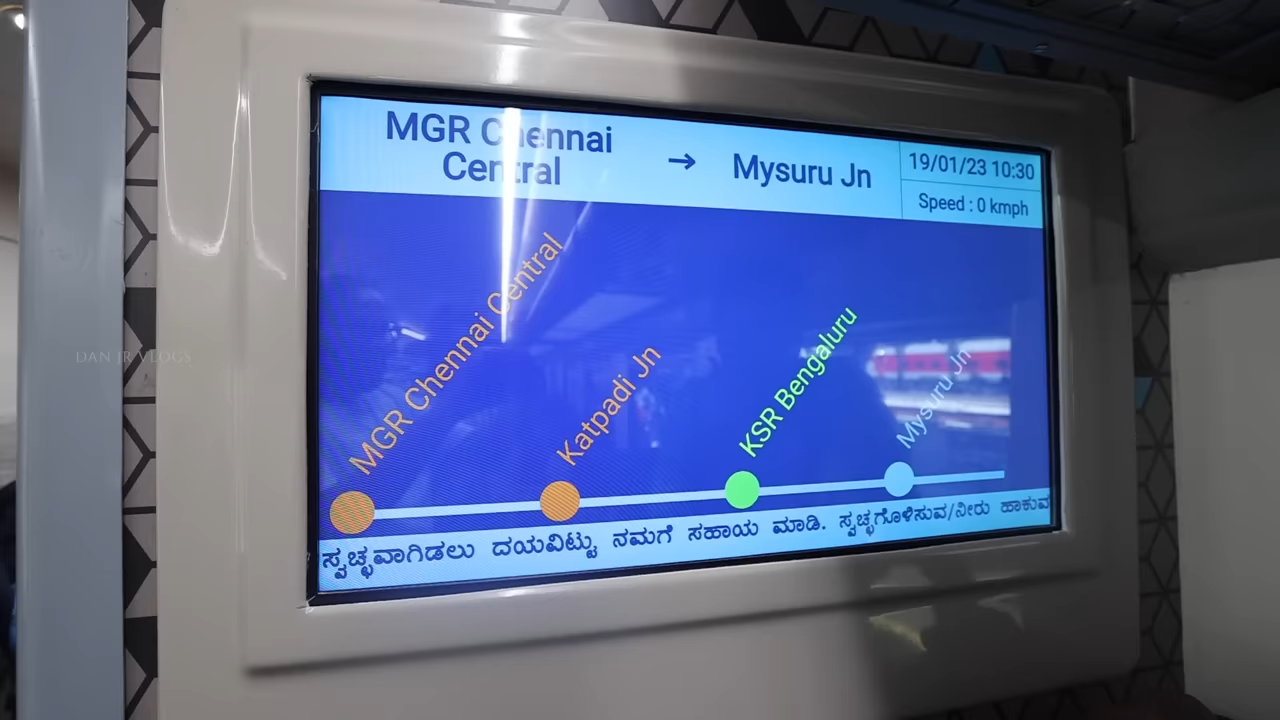 MGR Chennai
Central
→
Mysuru Jn
19/01/23 10:30
Speed : 0 kmph
MGR Chennai Central
Katpadi Jn
KSR Bengaluru
Mysuru Jn
ಸ್ವಚ್ಛವಾಗಿಡಲು ದಯವಿಟ್ಟು ನಮಗೆ ಸಹಾಯ ಮಾಡಿ. ಸ್ವಚ್ಛಗೊಳಿಸುವ/ನೀರು ಹಾಕುವ
DAN JR VLOGS